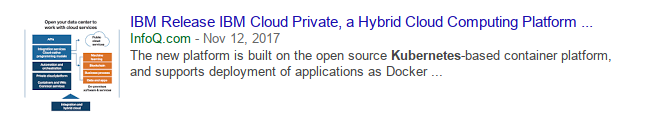 IBM Release IBM Cloud Private, a Hybrid Cloud Computing Platform ...
InfoQ.com - Nov 12, 2017
The new platform is built on the open source Kubernetes-based container platform,
and supports deployment of applications as Docker ...
Open your data center to
work with cloud services
APIs
Public
cloud
services
Integration services
Cloud-native
programming models
Automation and
orchestration
Private cloud platform
Containers and VMs
Common services
Machine
learning
Blockchain
Business process
Data and apps
On-premises
software & services
Integration and
hybrid cloud